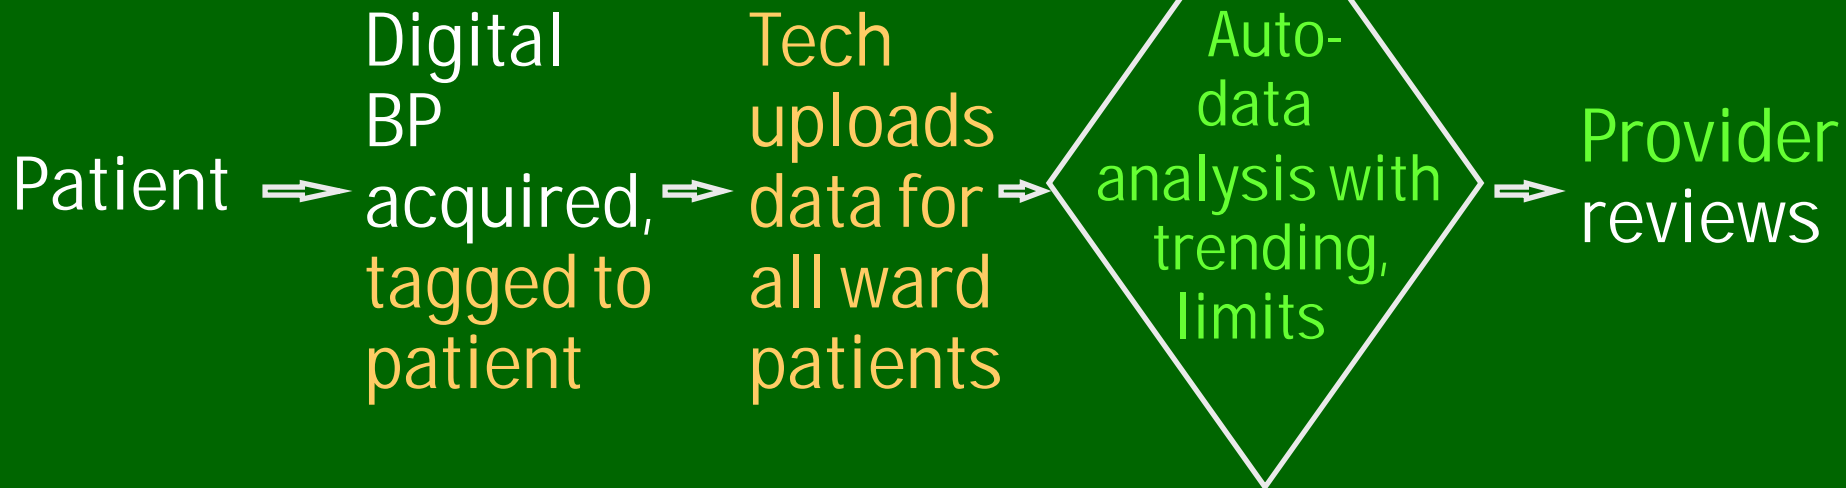 Patient
Digital
BP
acquired,
tagged to
patient
Tech
uploads
data for
all ward
patients
Auto-
data
analysis with
trending,
limits
Provider
reviews